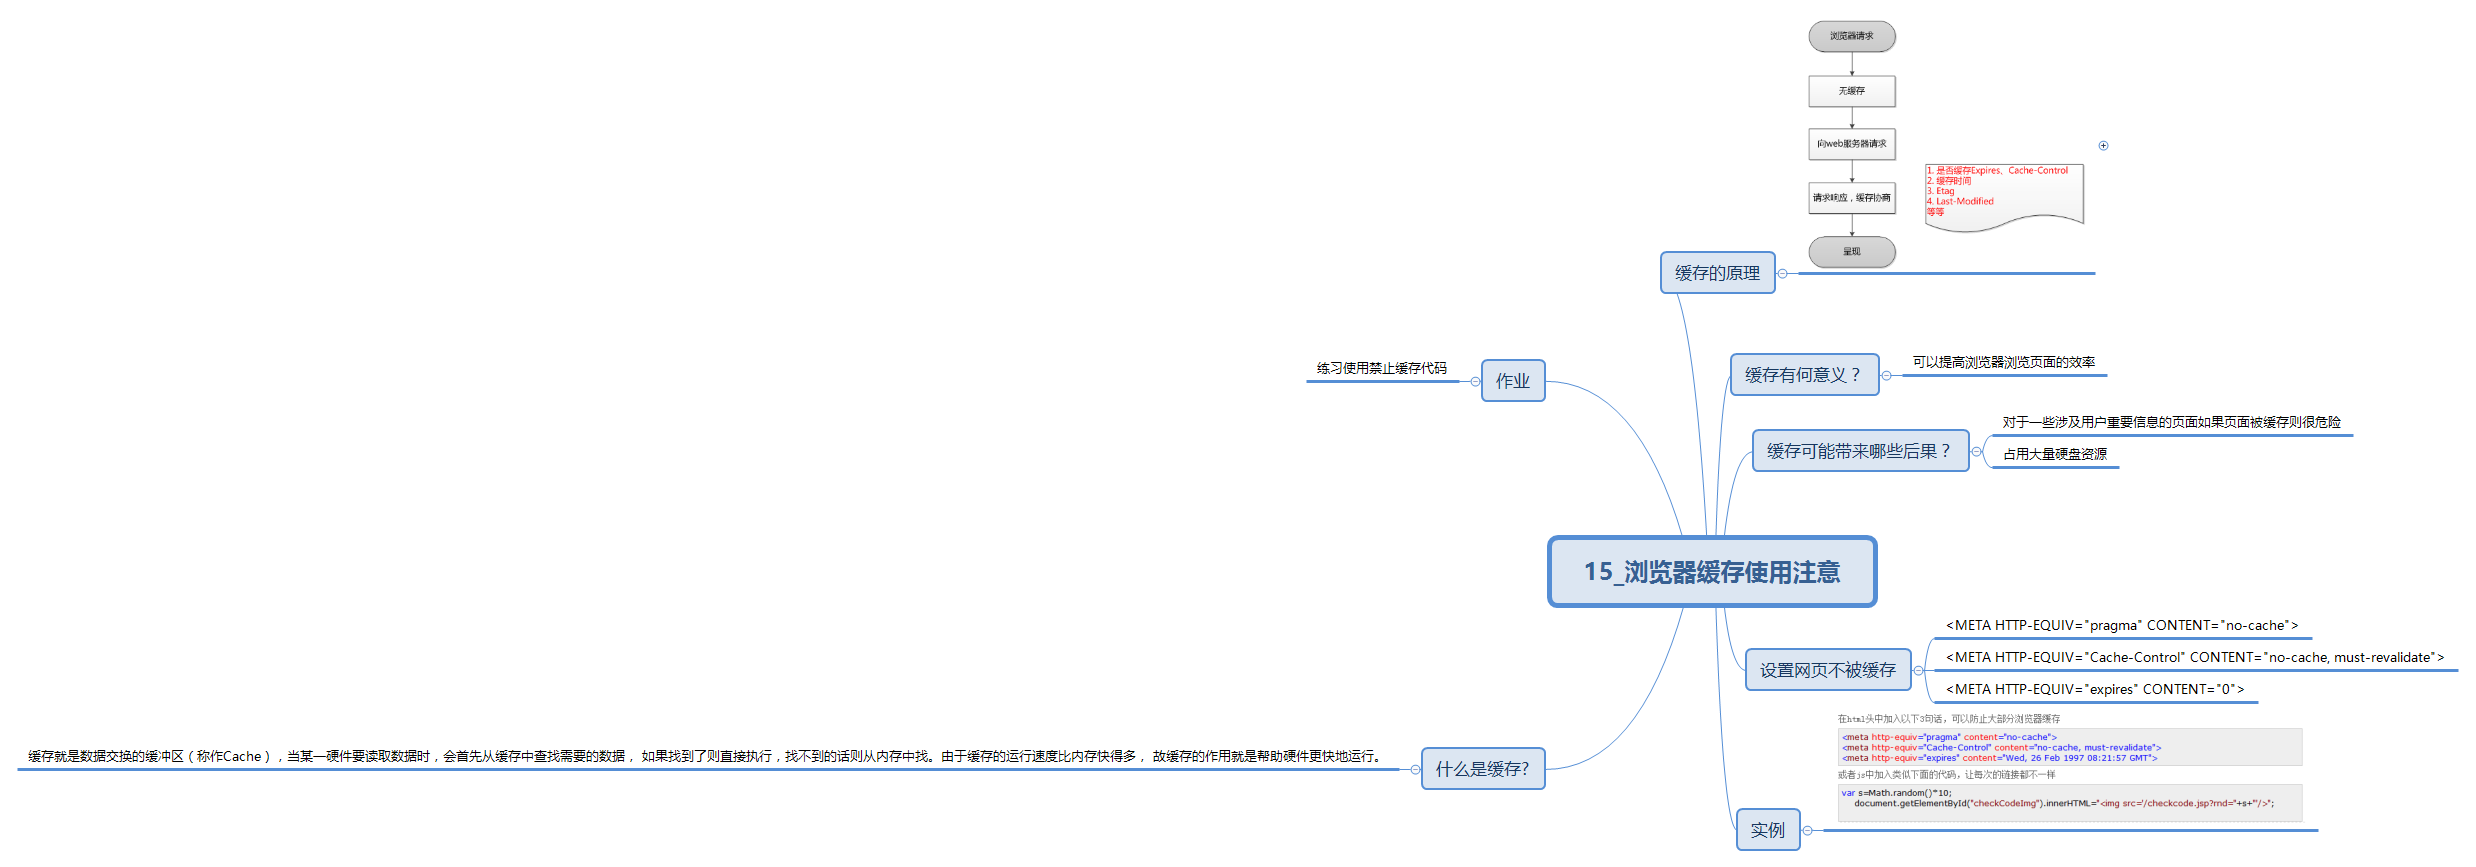 浏览器请求
无缓存
向web服务器请求
请求响应，缓存协商
呈现
1. 是否缓存Expires、Cache-Control
2. 缓存时间
3. Etag
4. Last-Modified
等等
缓存的原理
缓存有何意义？
可以提高浏览器浏览页面的效率
练习使用禁止缓存代码
作业
缓存可能带来哪些后果？
对于一些涉及用户重要信息的页面如果页面被缓存则很危险
占用大量硬盘资源
15_浏览器缓存使用注意
设置网页不被缓存
<META HTTP-EQUIV="pragma" CONTENT="no-cache">
<META HTTP-EQUIV="Cache-Control" CONTENT="no-cache, must-revalidate">
<META HTTP-EQUIV="expires" CONTENT="0">
缓存就是数据交换的缓冲区（称作Cache），当某一硬件要读取数据时，会首先从缓存中查找需要的数据， 如果找到了则直接执行，找不到的话则从内存中找。由于缓存的运行速度比内存快得多， 故缓存的作用就是帮助硬件更快地运行。
什么是缓存?
在html头中加入以下3句话，可以防止大部分浏览器缓存
<meta http-equiv="pragma" content="no-cache">
<meta http-equiv="Cache-Control" content="no-cache, must-revalidate">
<meta http-equiv="expires" content="Wed, 26 Feb 1997 08:21:57 GMT">
或者js中加入类似下面的代码，让每次的链接都不一样
var s=Math.random()*10;
document.getElementById("checkCodeImg").innerHTML="<img src='/checkcode.jsp?rnd="+s+"'/>";
实例